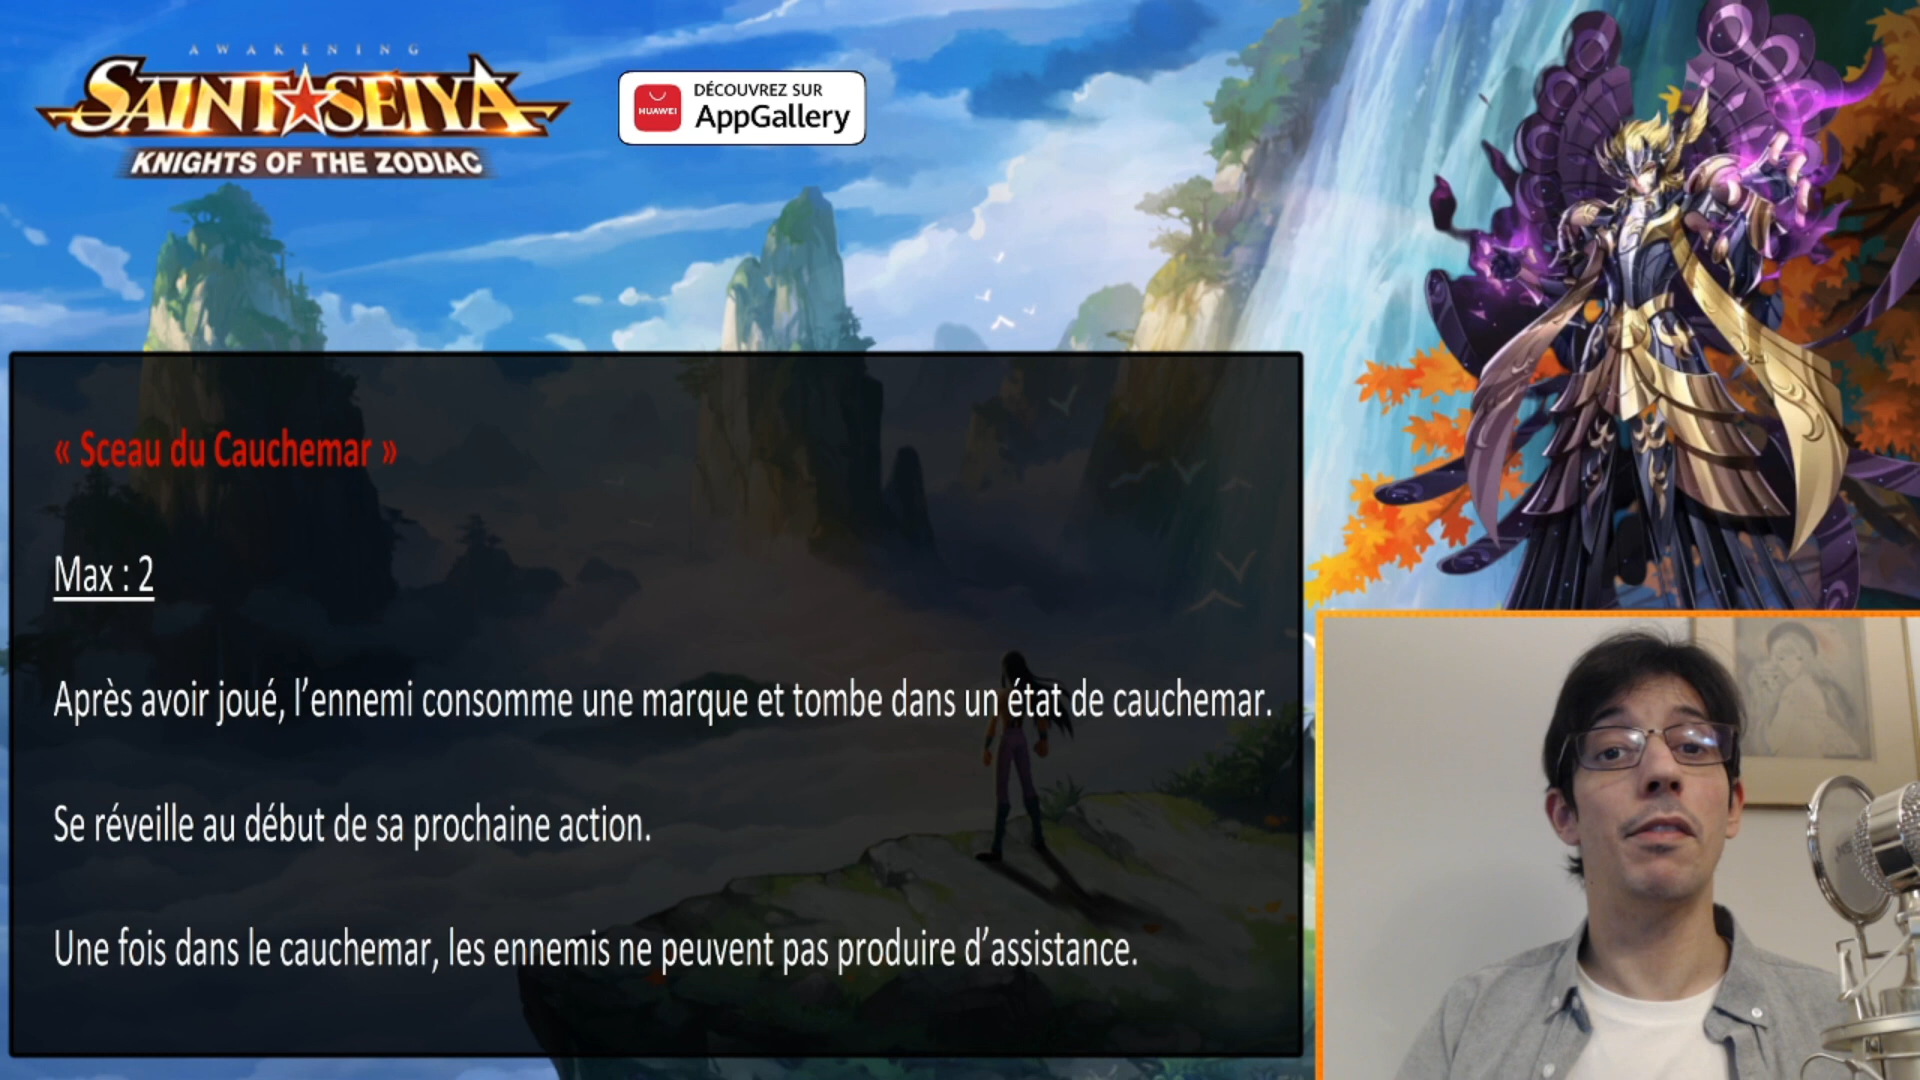 AWAKENING
SAINT SEIYA
KNIGHTS OF THE ZODIAC
DÉCOUVREZ SUR
HUAWEI
AppGallery
« Sceau du Cauchemar »
Max : 2
Après avoir joué, l’ennemi consomme une marque et tombe dans un état de cauchemar.
Se réveille au début de sa prochaine action.
Une fois dans le cauchemar, les ennemis ne peuvent pas produire d’assistance.